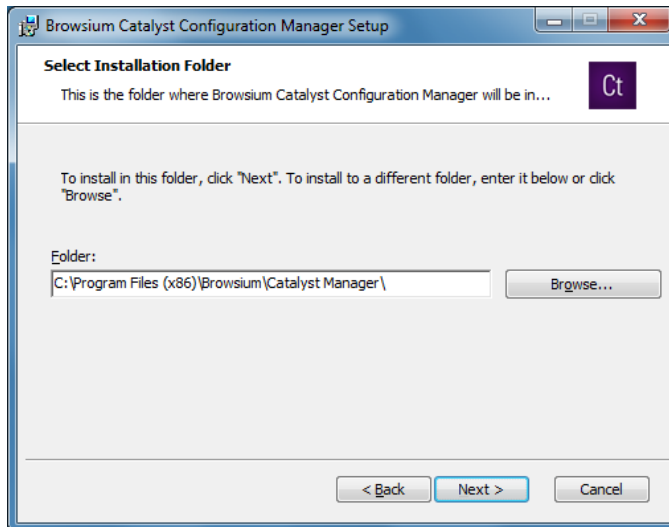 Browsium Catalyst Configuration Manager Setup
Select Installation Folder
This is the folder where Browsium Catalyst Configuration Manager will be in...
Ct
To install in this folder, click "Next". To install to a different folder, enter it below or click
"Browse".
Folder:
C:\Program Files (x86)\Browsium\Catalyst Manager\
Browse...
< Back
Next >
Cancel